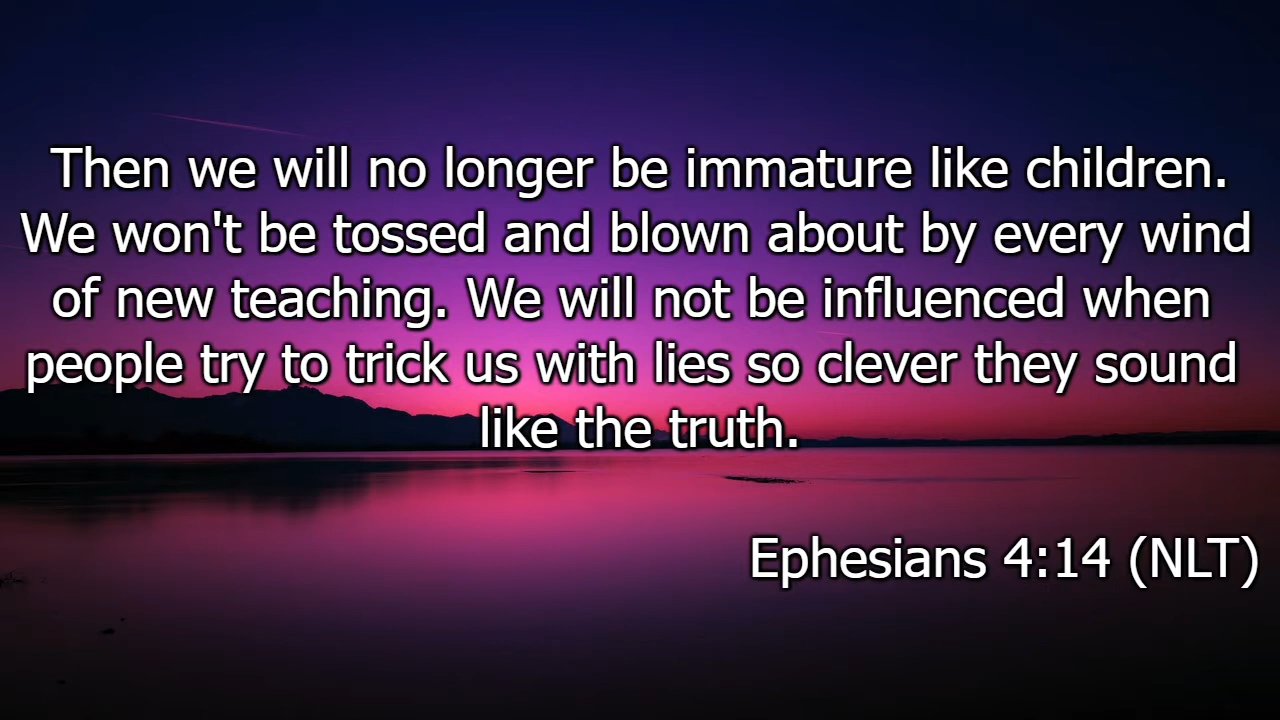 Then we will no longer be immature like children.
We won't be tossed and blown about by every wind
of new teaching. We will not be influenced when
people try to trick us with lies so clever they sound
like the truth.
Ephesians 4:14 (NLT)